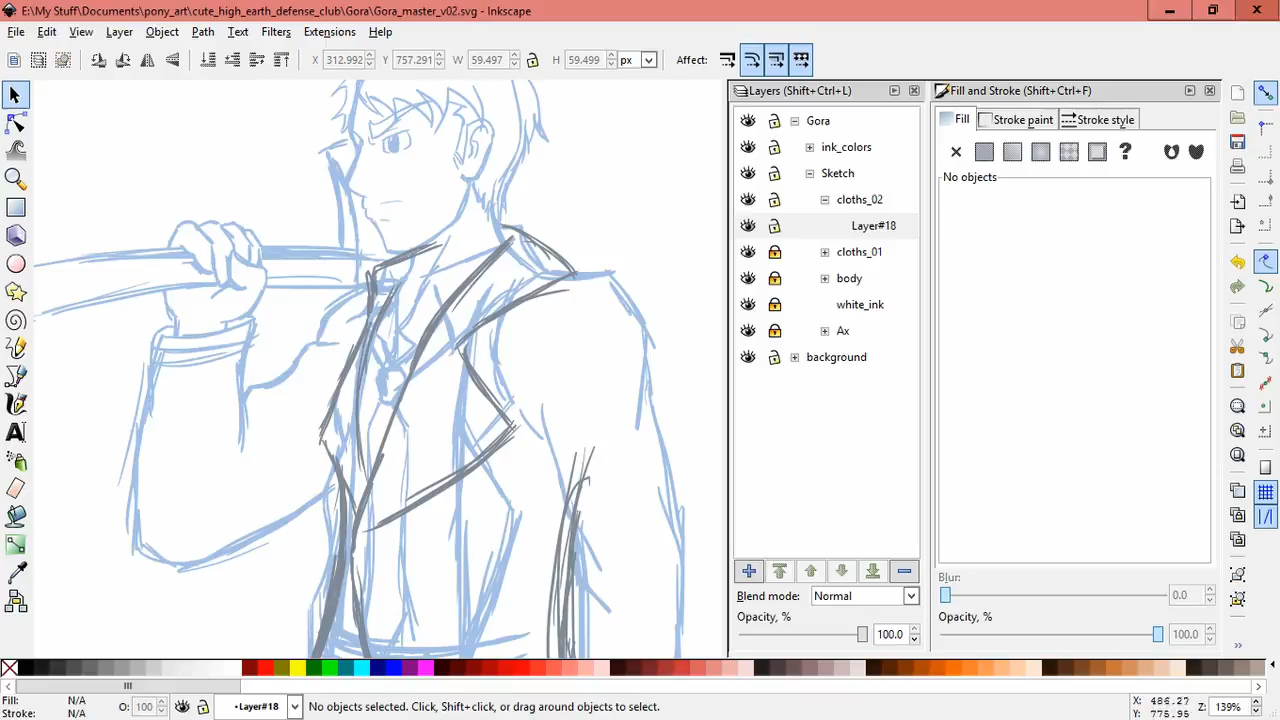 E:\My Stuff\Documents\pony_art\cute_high_earth_defense_club\Gora\Gora_master_v02.svg - Inkscape
File Edit View Layer Object Path Text Filters Extensions Help
X 312.992 Y 757.291 W 59.497 H 59.499 px Affect:
Layers (Shift+Ctrl+L)
Gora
ink_colors
Sketch
cloths_02
Layer#18
cloths_01
body
white_ink
Ax
background
Blend mode: Normal
Opacity, % 100.0
Fill and Stroke (Shift+Ctrl+F)
Fill Stroke paint Stroke style
?
No objects
Blur:
0.0
Opacity, %
100.0
Fill: N/A
Stroke: N/A
O: 100
•Layer#18
No objects selected. Click, Shift+click, or drag around objects to select.
X: 486.27
Y: 775.95
Z: 139%